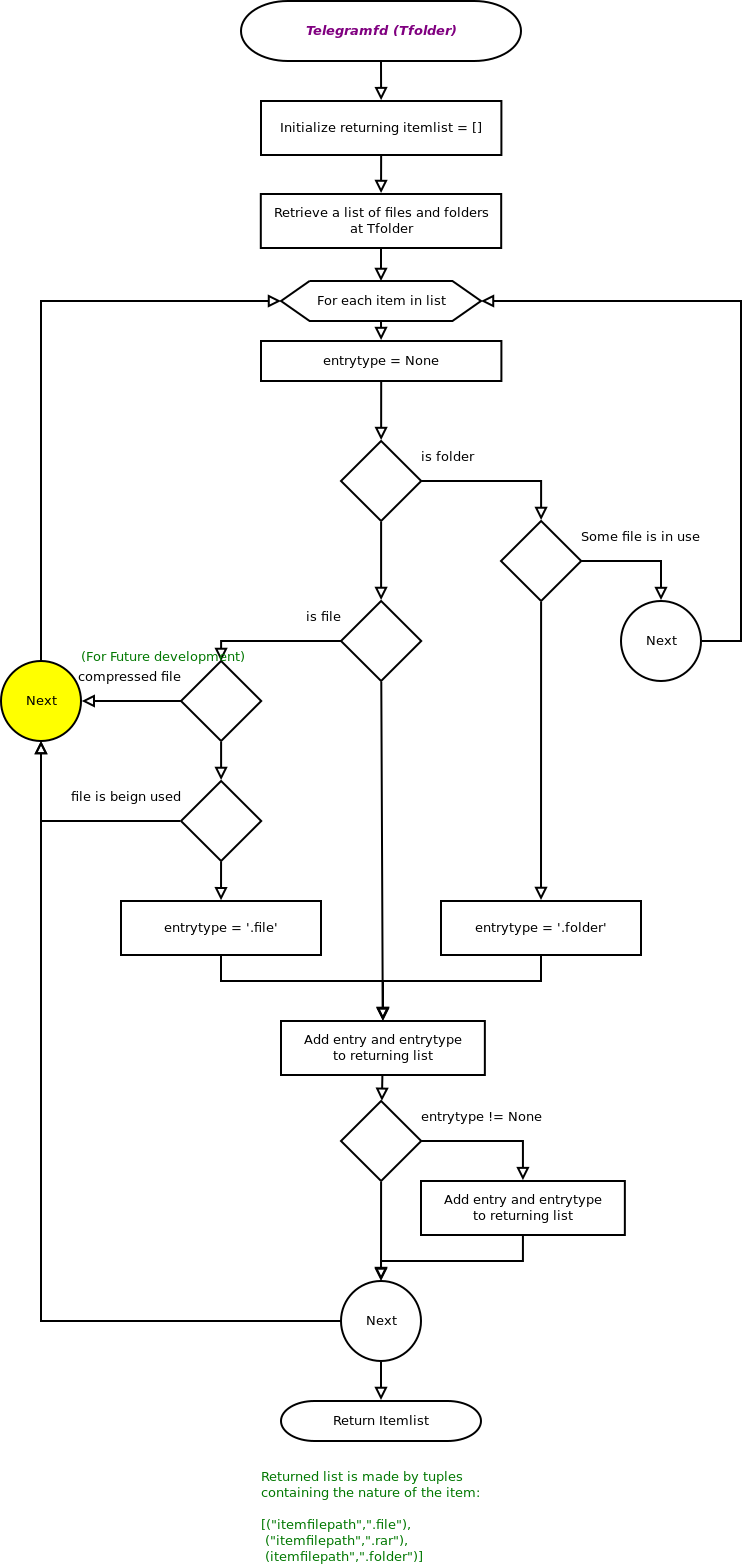 Telegramfd (Tfolder)
Initialize returning itemlist = []
Retrieve a list of files and folders
at Tfolder
For each item in list
entrytype = None
is folder
Some file is in use
is file
Next
(For Future development)
compressed file
Next
file is beign used
entrytype = '.file'
entrytype = '.folder'
Add entry and entrytype
to returning list
entrytype != None
Add entry and entrytype
to returning list
Next
Return Itemlist
Returned list is made by tuples
containing the nature of the item:
[("itemfilepath",".file"),
("itemfilepath",".rar"),
(itemfilepath",".folder")]